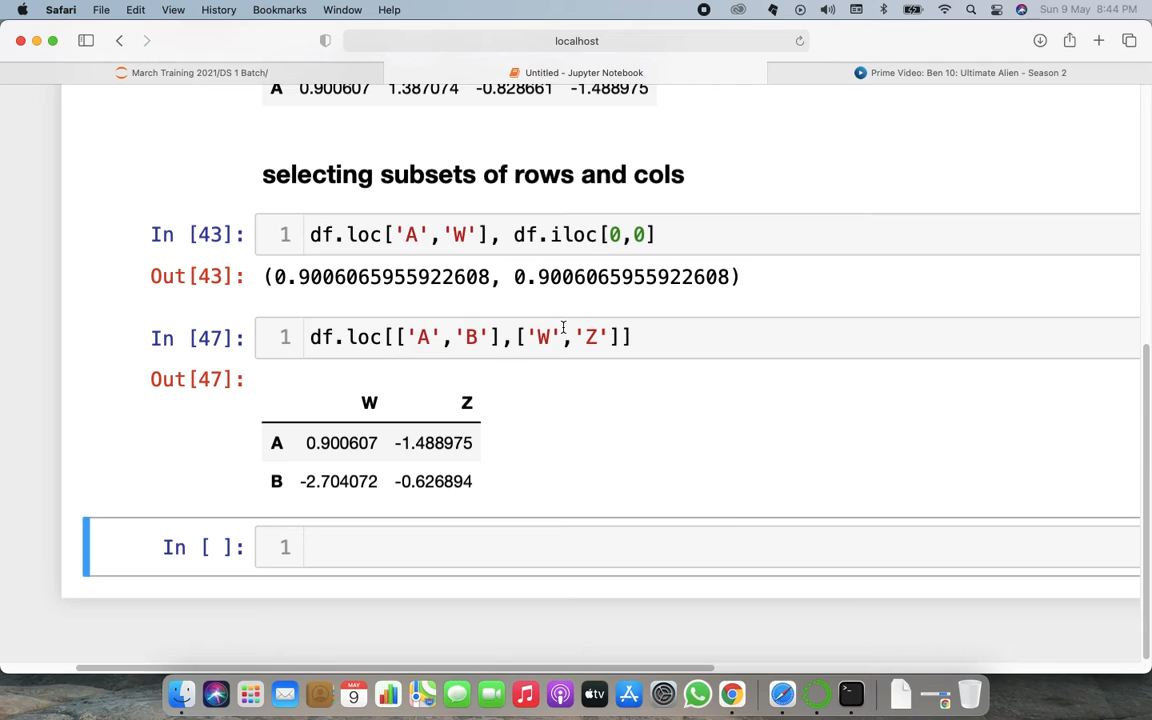 Safari File Edit View History Bookmarks Window Help Sun 9 May 8:44 PM
localhost
March Training 2021/DS 1 Batch/ Untitled - Jupyter Notebook Prime Video: Ben 10: Ultimate Alien - Season 2
A 0.900607 1.387074 -0.828661 -1.488975
selecting subsets of rows and cols
In [43]: 1 df.loc['A','W'], df.iloc[0,0]
Out[43]: (0.9006065955922608, 0.9006065955922608)
In [47]: 1 df.loc[['A','B'],['W','Z']]
Out[47]:
W Z
A 0.900607 -1.488975
B -2.704072 -0.626894
In [ ]: 1
MAY
9
tv